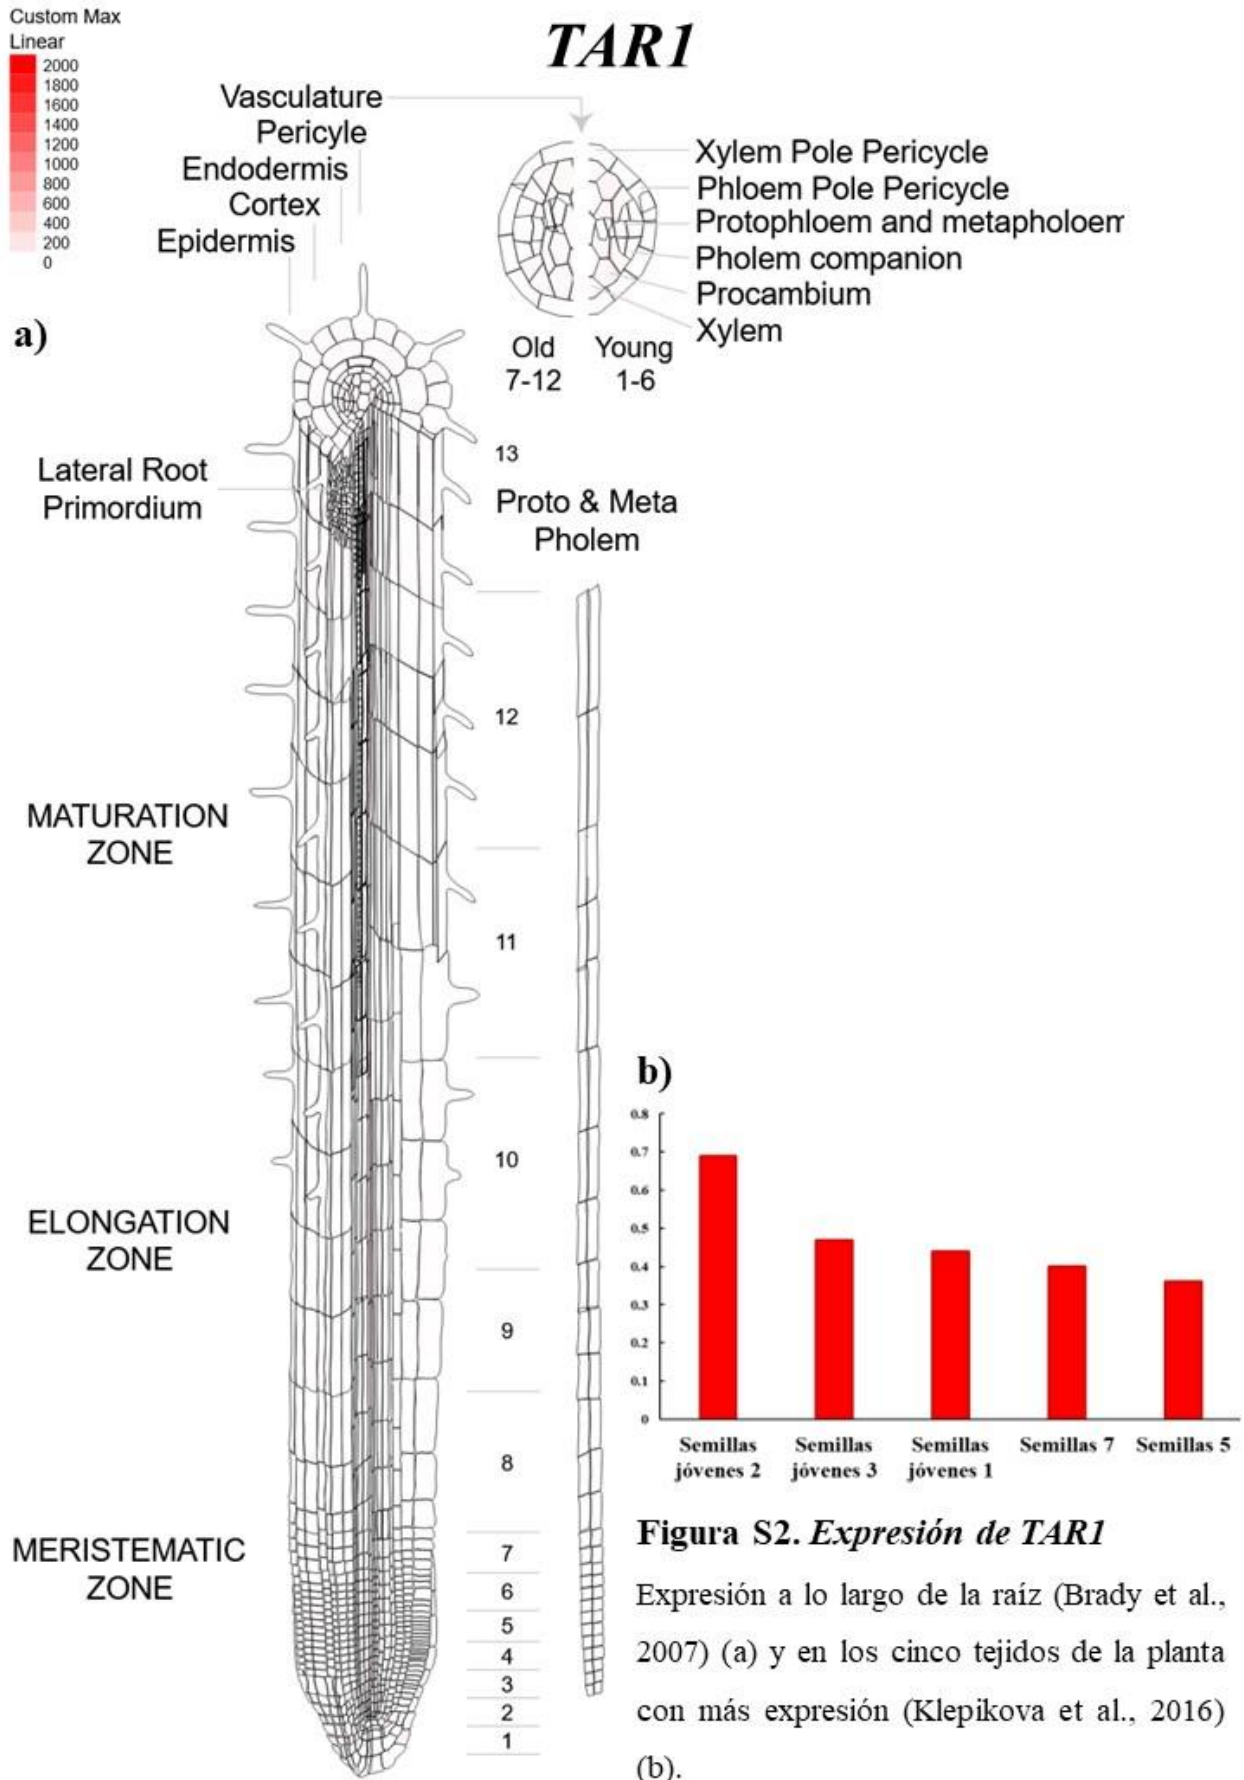 Custom Max
Linear
2000
1800
1600
1400
1200
1000
800
600
400
200
0
TAR1
Vasculature
Pericyle
Endodermis
Cortex
Epidermis
Xylem Pole Pericycle
Phloem Pole Pericycle
Protophloem and metapholoem
Pholem companion
Procambium
Xylem
Old
7-12
Young
1-6
a)
Lateral Root
Primordium
13
Proto & Meta
Pholem
12
MATURATION
ZONE
11
10
ELONGATION
ZONE
9
8
MERISTEMATIC
ZONE
7
6
5
4
3
2
1
b)
0.8
0.7
0.6
0.5
0.4
0.3
0.2
0.1
0
Semillas
jóvenes 2
Semillas
jóvenes 3
Semillas
jóvenes 1
Semillas 7
Semillas 5
Figura S2. Expresión de TAR1
Expresión a lo largo de la raíz (Brady et al.,
2007) (a) y en los cinco tejidos de la planta
con más expresión (Klepikova et al., 2016)
(b).